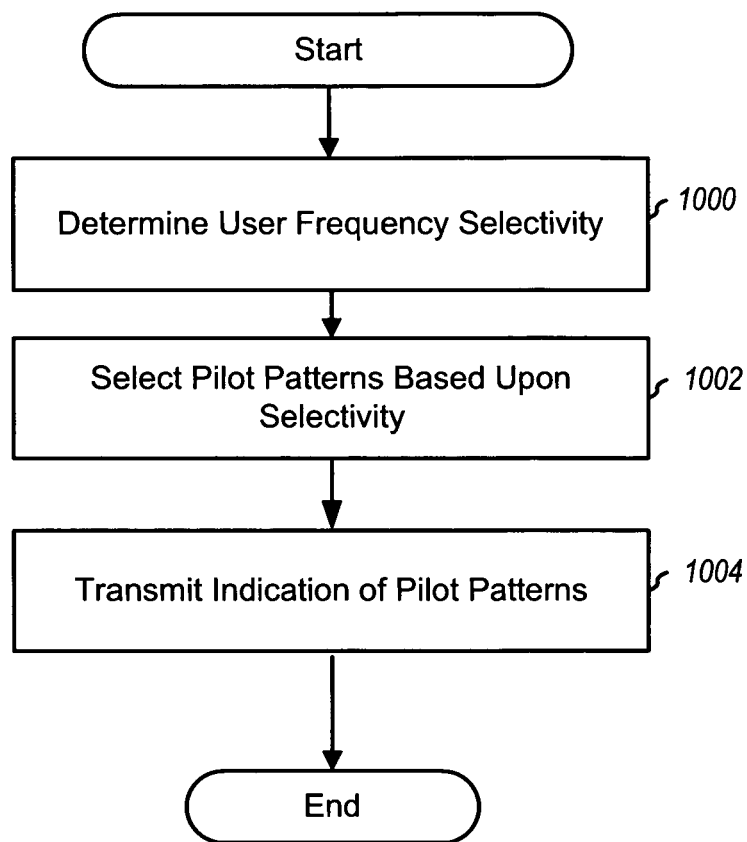 Start
Determine User Frequency Selectivity
1000
Select Pilot Patterns Based Upon
Selectivity
1002
Transmit Indication of Pilot Patterns
1004
End